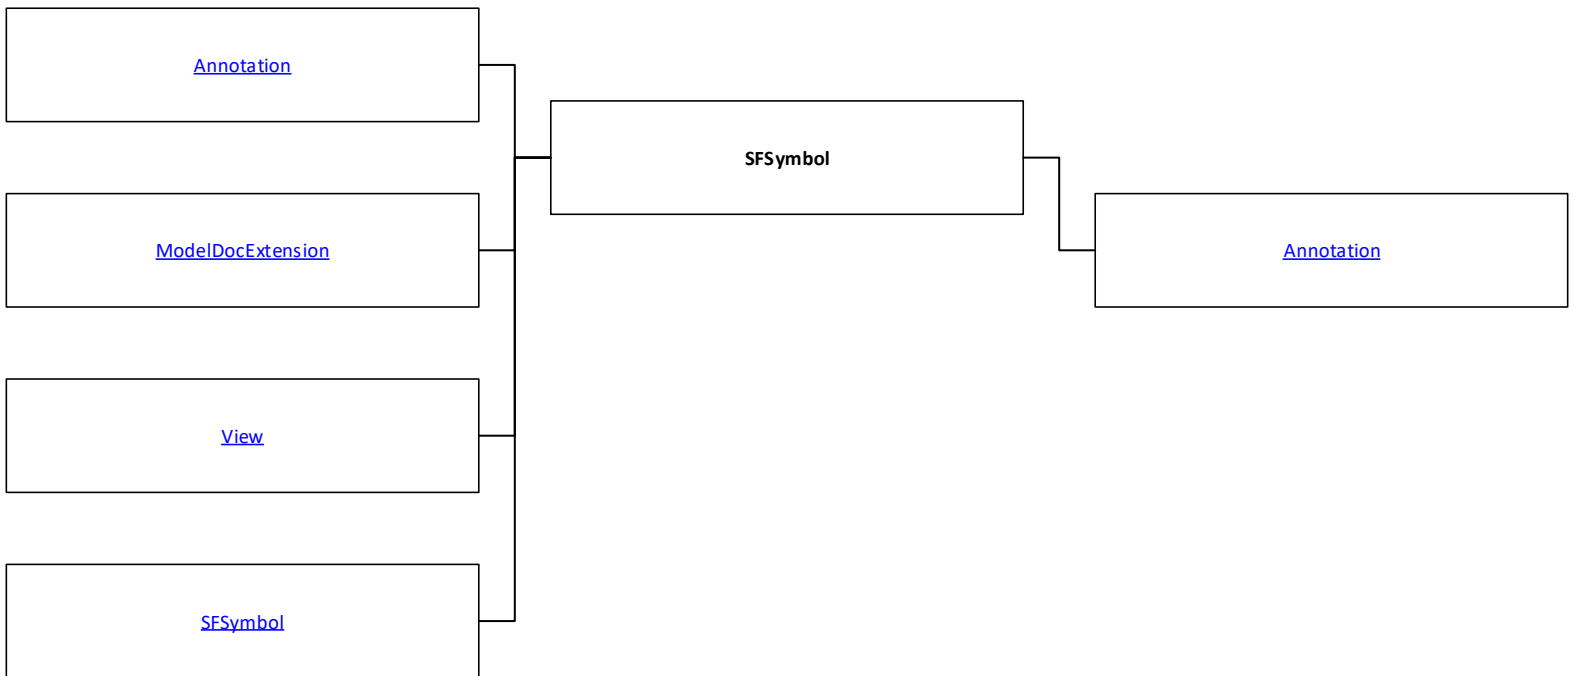 Annotation
SFSymbol
ModelDocExtension
Annotation
View
SFSymbol